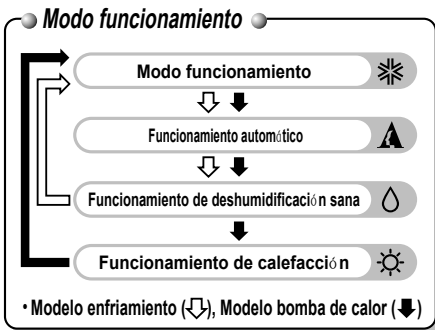 Modo funcionamiento
Modo funcionamiento
Funcionamiento automático
Funcionamiento de deshumidificación sana
Funcionamiento de calefacción
• Modelo enfriamiento (⇩), Modelo bomba de calor (⬇)